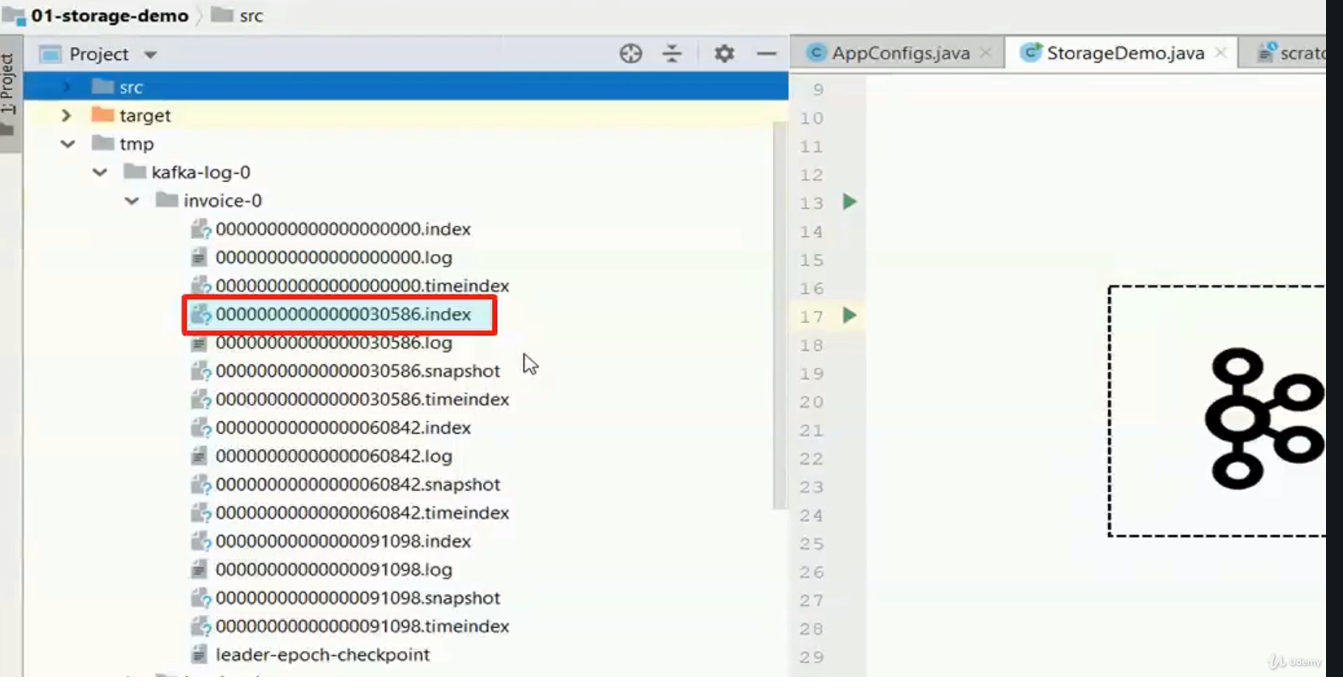 01-storage-demo src
1: Project
Project
AppConfigs.java
StorageDemo.java
src
target
tmp
kafka-log-0
invoice-0
00000000000000000000.index
00000000000000000000.log
00000000000000000000.timeindex
00000000000000030586.index
00000000000000030586.log
00000000000000030586.snapshot
00000000000000030586.timeindex
00000000000000060842.index
00000000000000060842.log
00000000000000060842.snapshot
00000000000000060842.timeindex
00000000000000091098.index
00000000000000091098.log
00000000000000091098.snapshot
00000000000000091098.timeindex
leader-epoch-checkpoint
9
10
11
12
13
14
15
16
17
18
19
20
21
22
23
24
25
26
27
28
29
Udemy